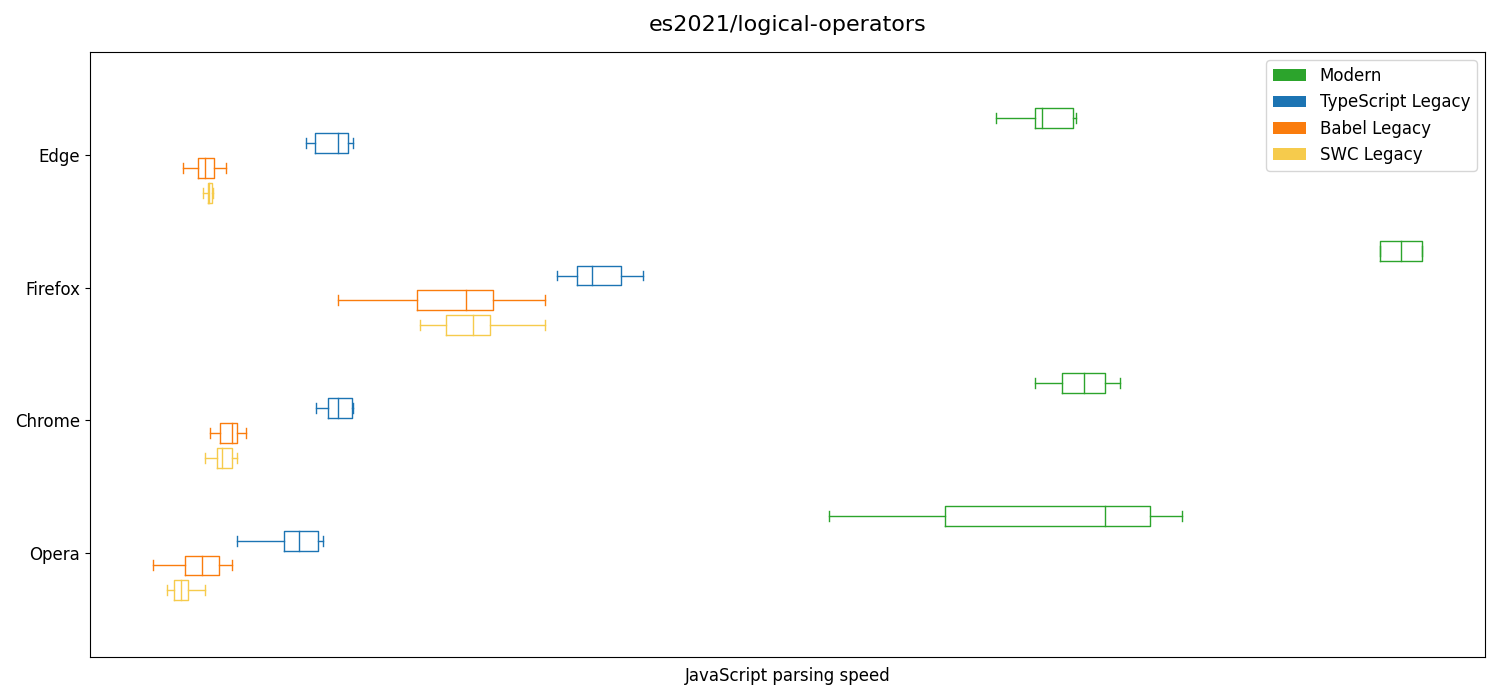 es2021/logical-operators
Modern
TypeScript Legacy
Babel Legacy
SWC Legacy
Edge
Firefox
Chrome
Opera
JavaScript parsing speed